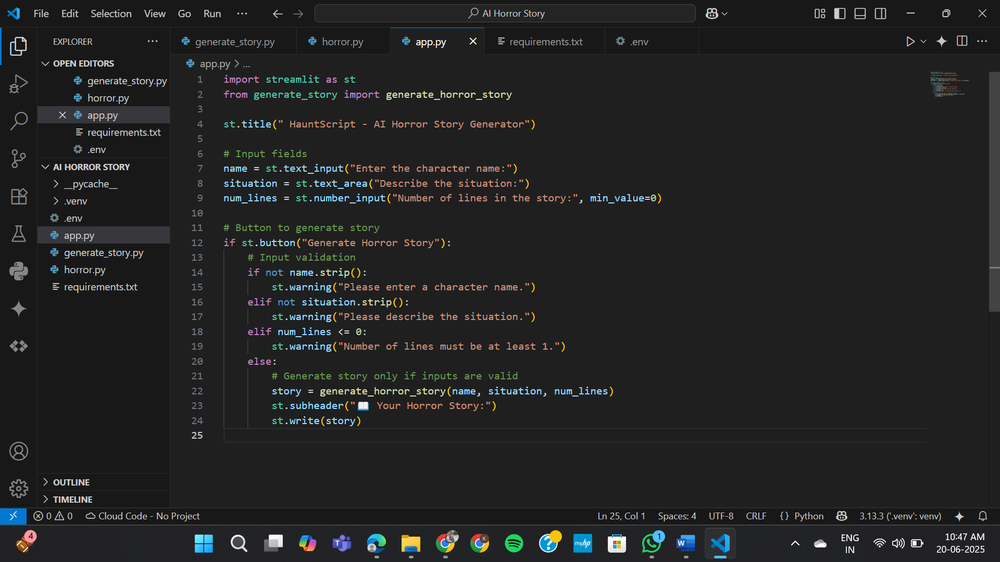 File Edit Selection View Go Run ···
AI Horror Story
EXPLORER
generate_story.py
horror.py
app.py
requirements.txt
.env
OPEN EDITORS
generate_story.py
horror.py
app.py
requirements.txt
.env
AI HORROR STORY
__pycache__
.venv
.env
app.py
generate_story.py
horror.py
requirements.txt
OUTLINE
TIMELINE
app.py > ...
1 import streamlit as st
2 from generate_story import generate_horror_story
3
4 st.title(" HauntScript - AI Horror Story Generator")
5
6 # Input fields
7 name = st.text_input("Enter the character name:")
8 situation = st.text_area("Describe the situation:")
9 num_lines = st.number_input("Number of lines in the story:", min_value=0)
10
11 # Button to generate story
12 if st.button("Generate Horror Story"):
13     # Input validation
14     if not name.strip():
15         st.warning("Please enter a character name.")
16     elif not situation.strip():
17         st.warning("Please describe the situation.")
18     elif num_lines <= 0:
19         st.warning("Number of lines must be at least 1.")
20     else:
21         # Generate story only if inputs are valid
22         story = generate_horror_story(name, situation, num_lines)
23         st.subheader("📖 Your Horror Story:")
24         st.write(story)
25
0 0 Cloud Code - No Project
Ln 25, Col 1 Spaces: 4 UTF-8 CRLF {} Python 3.13.3 ('.venv': venv)
4
K
myhp
1
W
ENG
IN
10:47 AM
20-06-2025